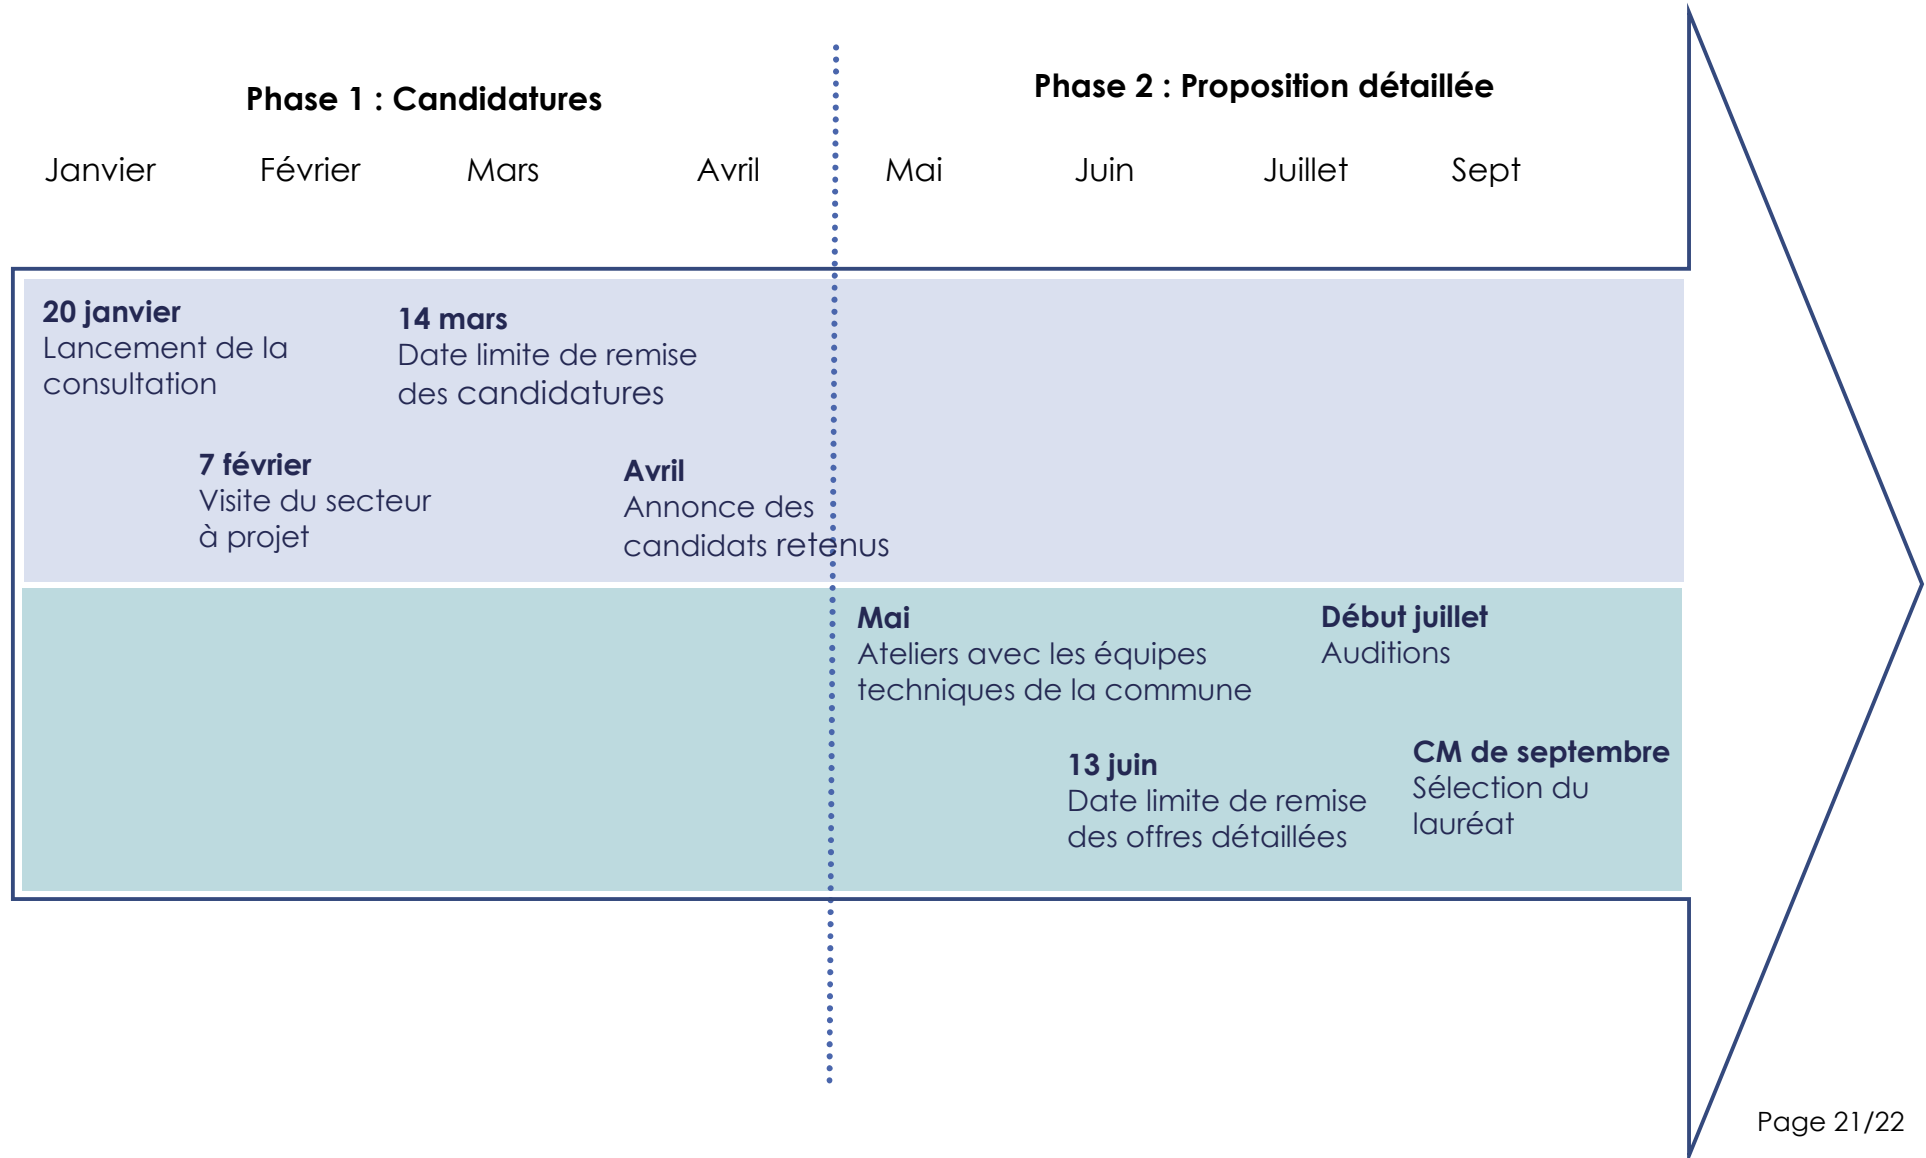 Phase 1 : Candidatures
Phase 2 : Proposition détaillée
Janvier
Février
Mars
Avril
Mai
Juin
Juillet
Sept
20 janvier
Lancement de la
consultation
14 mars
Date limite de remise
des candidatures
7 février
Visite du secteur
à projet
Avril
Annonce des
candidats retenus
Mai
Ateliers avec les équipes
techniques de la commune
Début juillet
Auditions
13 juin
Date limite de remise
des offres détaillées
CM de septembre
Sélection du
lauréat
Page 21/22